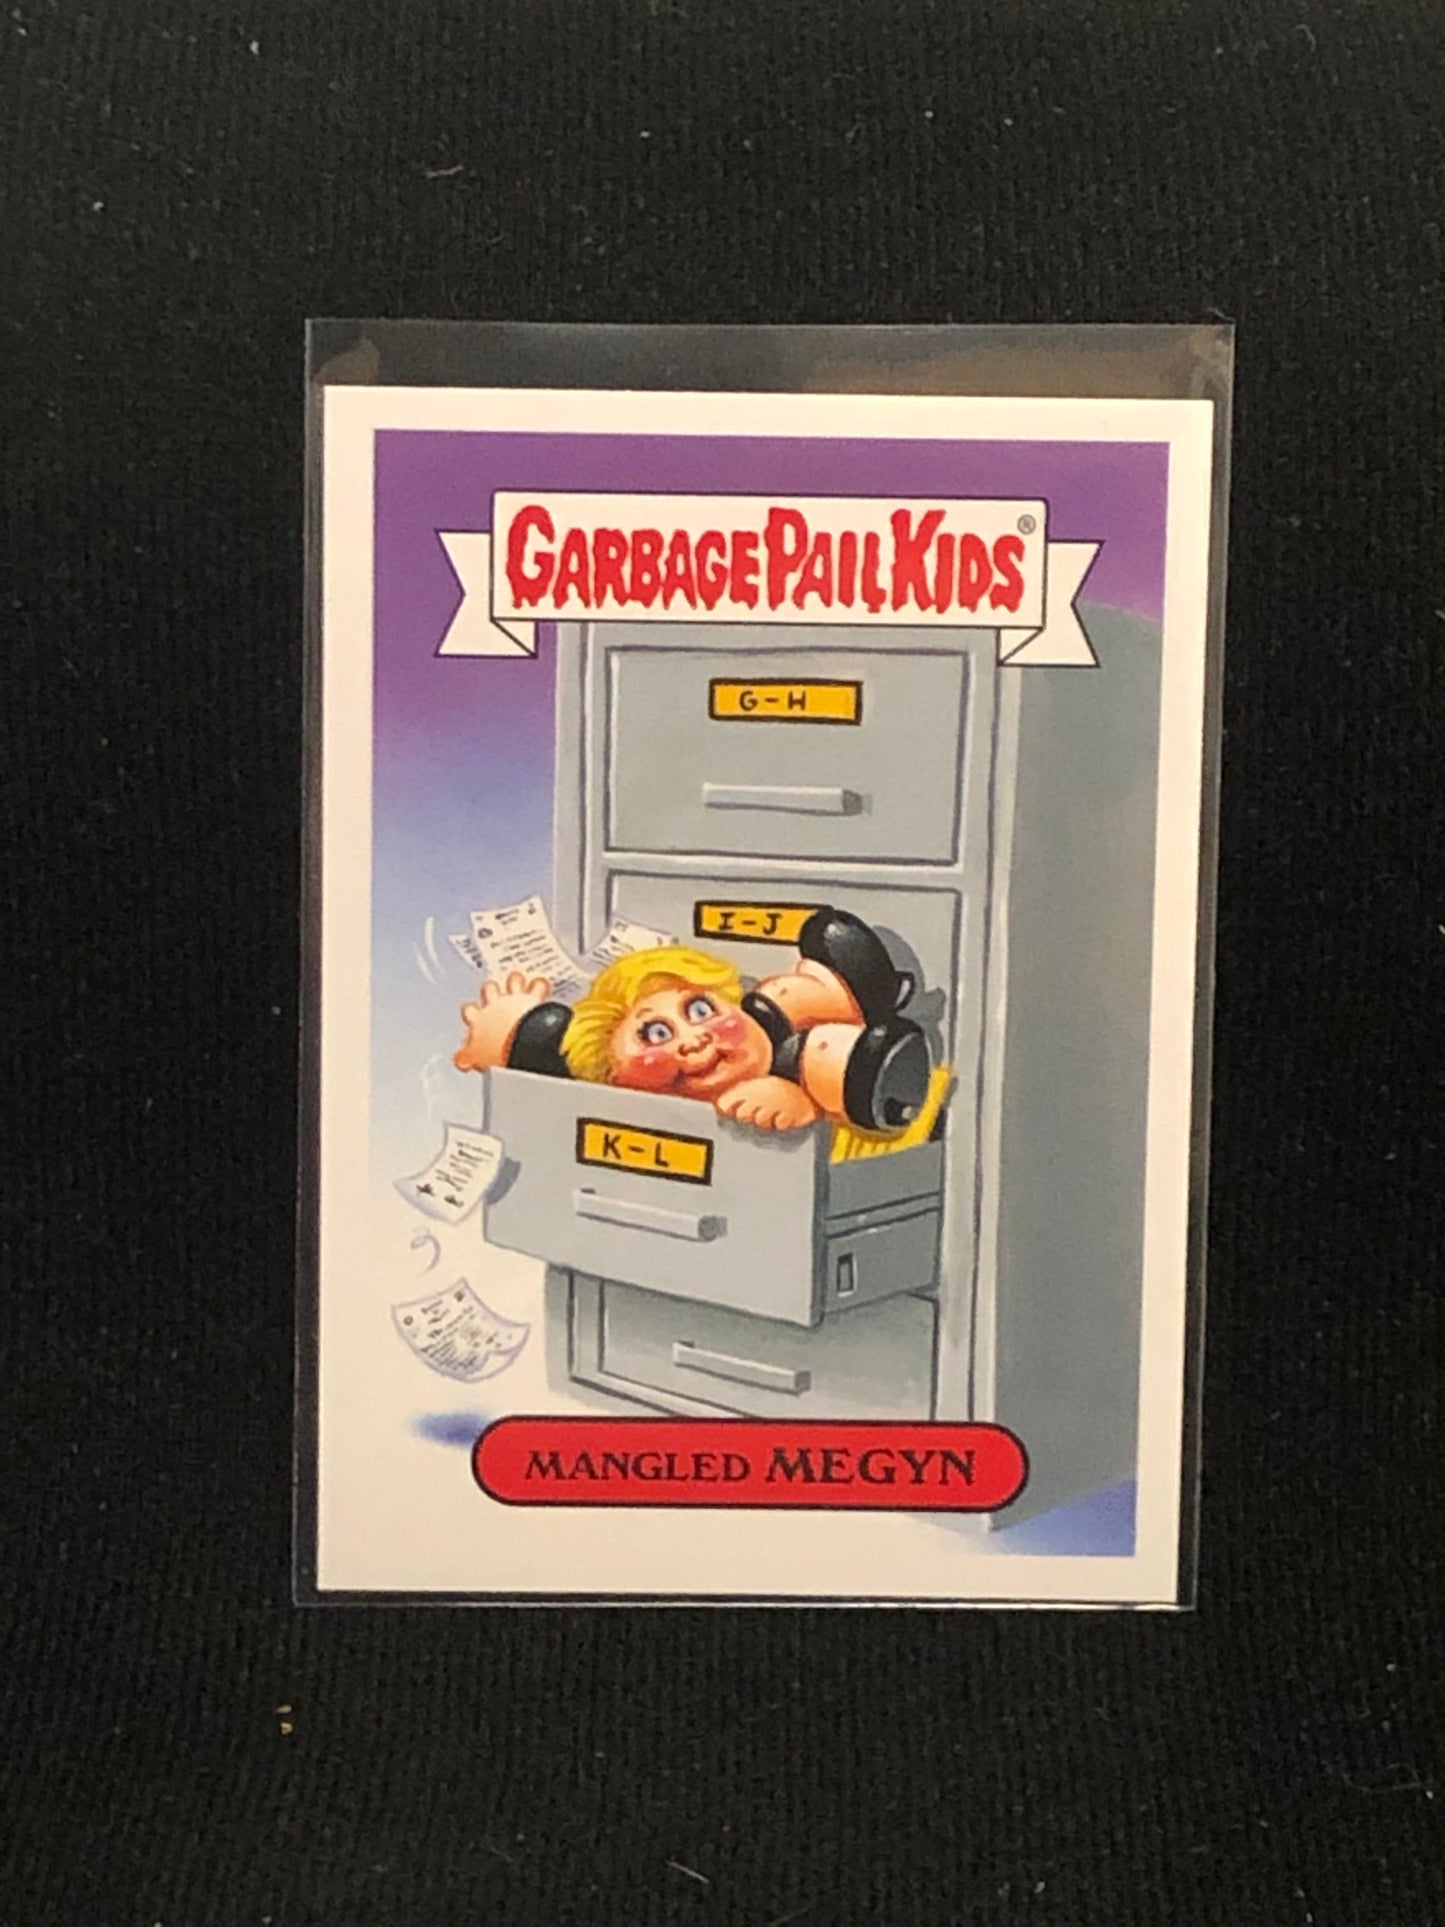 GARBAGE PAIL KIDS®
G-H
I-J
K-L
MANGLED MEGYN